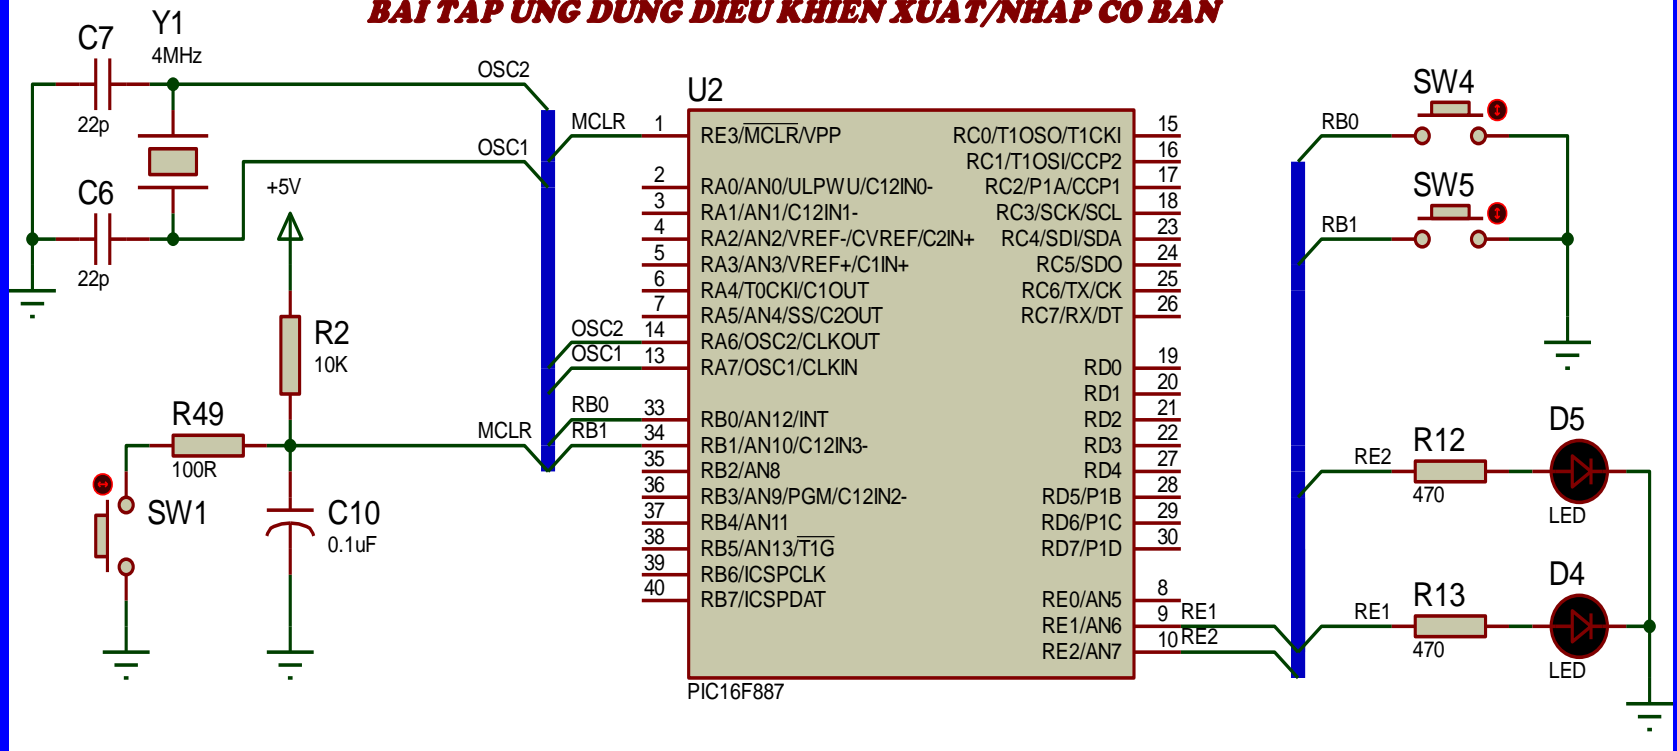 BAI TAP UNG DUNG DIEU KHIEN XUAT/NHAP CO BAN
C7
22p
Y1
4MHz
C6
22p
OSC2
OSC1
+5V
R2
10K
R49
100R
SW1
C10
0.1uF
MCLR
MCLR
OSC2
OSC1
RB0
RB1
U2
1 RE3/MCLR/VPP
2 RA0/AN0/ULPWU/C12IN0-
3 RA1/AN1/C12IN1-
4 RA2/AN2/VREF-/CVREF/C2IN+
5 RA3/AN3/VREF+/C1IN+
6 RA4/T0CKI/C1OUT
7 RA5/AN4/SS/C2OUT
14 RA6/OSC2/CLKOUT
13 RA7/OSC1/CLKIN
33 RB0/AN12/INT
34 RB1/AN10/C12IN3-
35 RB2/AN8
36 RB3/AN9/PGM/C12IN2-
37 RB4/AN11
38 RB5/AN13/T1G
39 RB6/ICSPCLK
40 RB7/ICSPDAT
RC0/T1OSO/T1CKI 15
RC1/T1OSI/CCP2 16
RC2/P1A/CCP1 17
RC3/SCK/SCL 18
RC4/SDI/SDA 23
RC5/SDO 24
RC6/TX/CK 25
RC7/RX/DT 26
RD0 19
RD1 20
RD2 21
RD3 22
RD4 27
RD5/P1B 28
RD6/P1C 29
RD7/P1D 30
RE0/AN5 8
RE1/AN6 9 RE1
RE2/AN7 10 RE2
PIC16F887
SW4
RB0
SW5
RB1
D5
R12
RE2
470
LED
D4
R13
RE1
470
LED